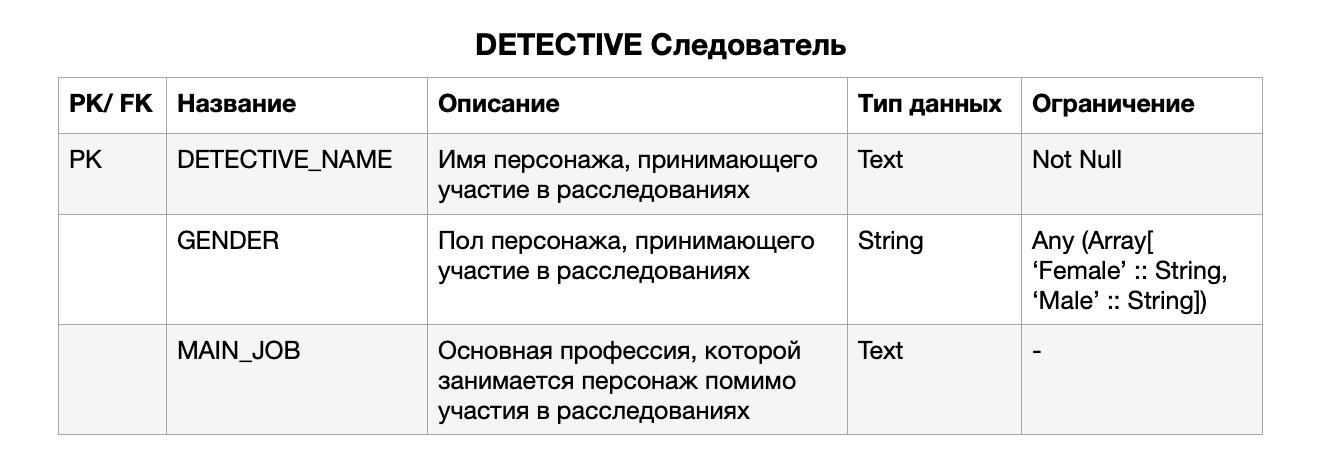 DETECTIVE Следователь
PK/ FK Название Описание Тип данных Ограничение
PK DETECTIVE_NAME Имя персонажа, принимающего Text Not Null
участие в расследованиях
GENDER Пол персонажа, принимающего String Any (Array[
участие в расследованиях ‘Female’ :: String,
‘Male’ :: String])
MAIN_JOB Основная профессия, которой Text -
занимается персонаж помимо
участия в расследованиях